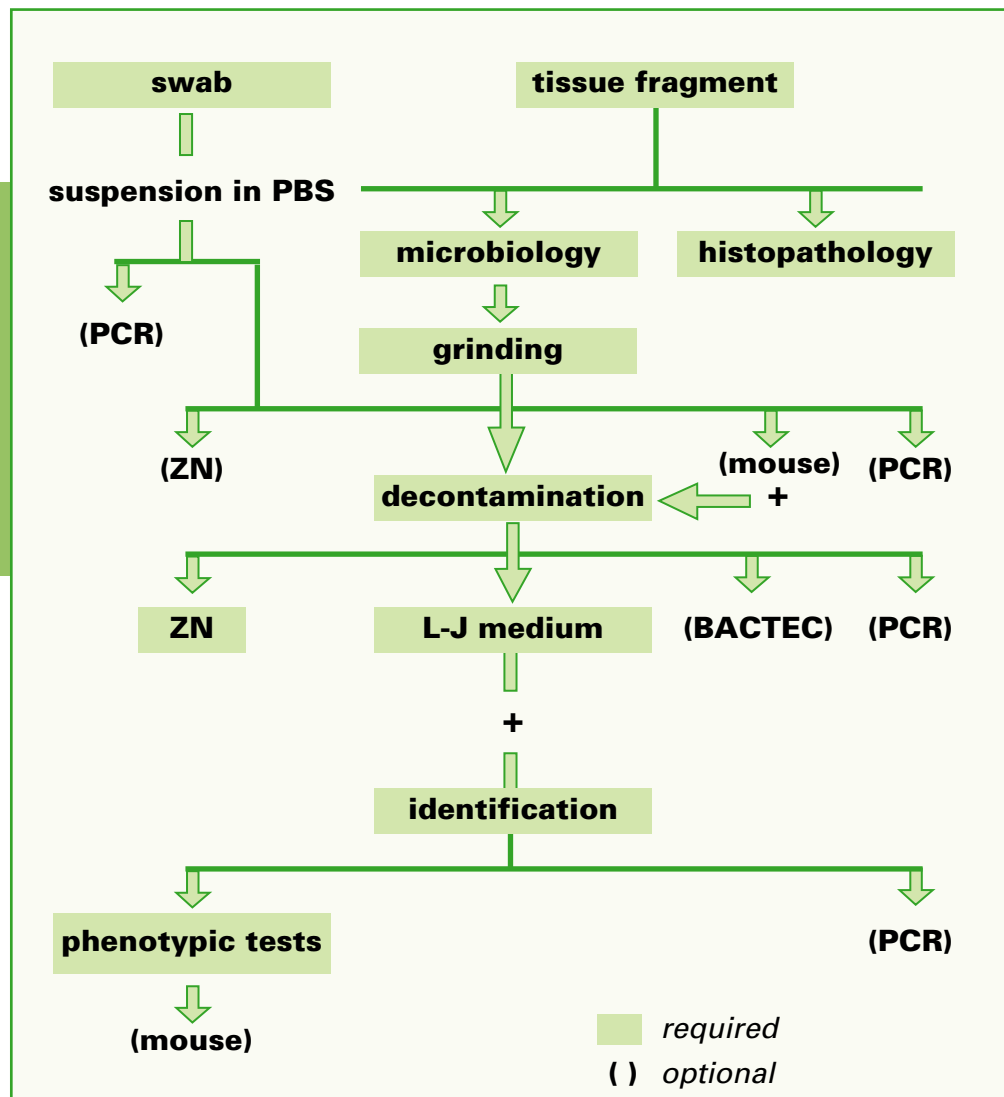 swab
tissue fragment
suspension in PBS
microbiology
histopathology
(PCR)
grinding
(ZN)
(mouse)
+
(PCR)
decontamination
ZN
L-J medium
(BACTEC)
(PCR)
+
identification
phenotypic tests
(PCR)
(mouse)
required
( ) optional